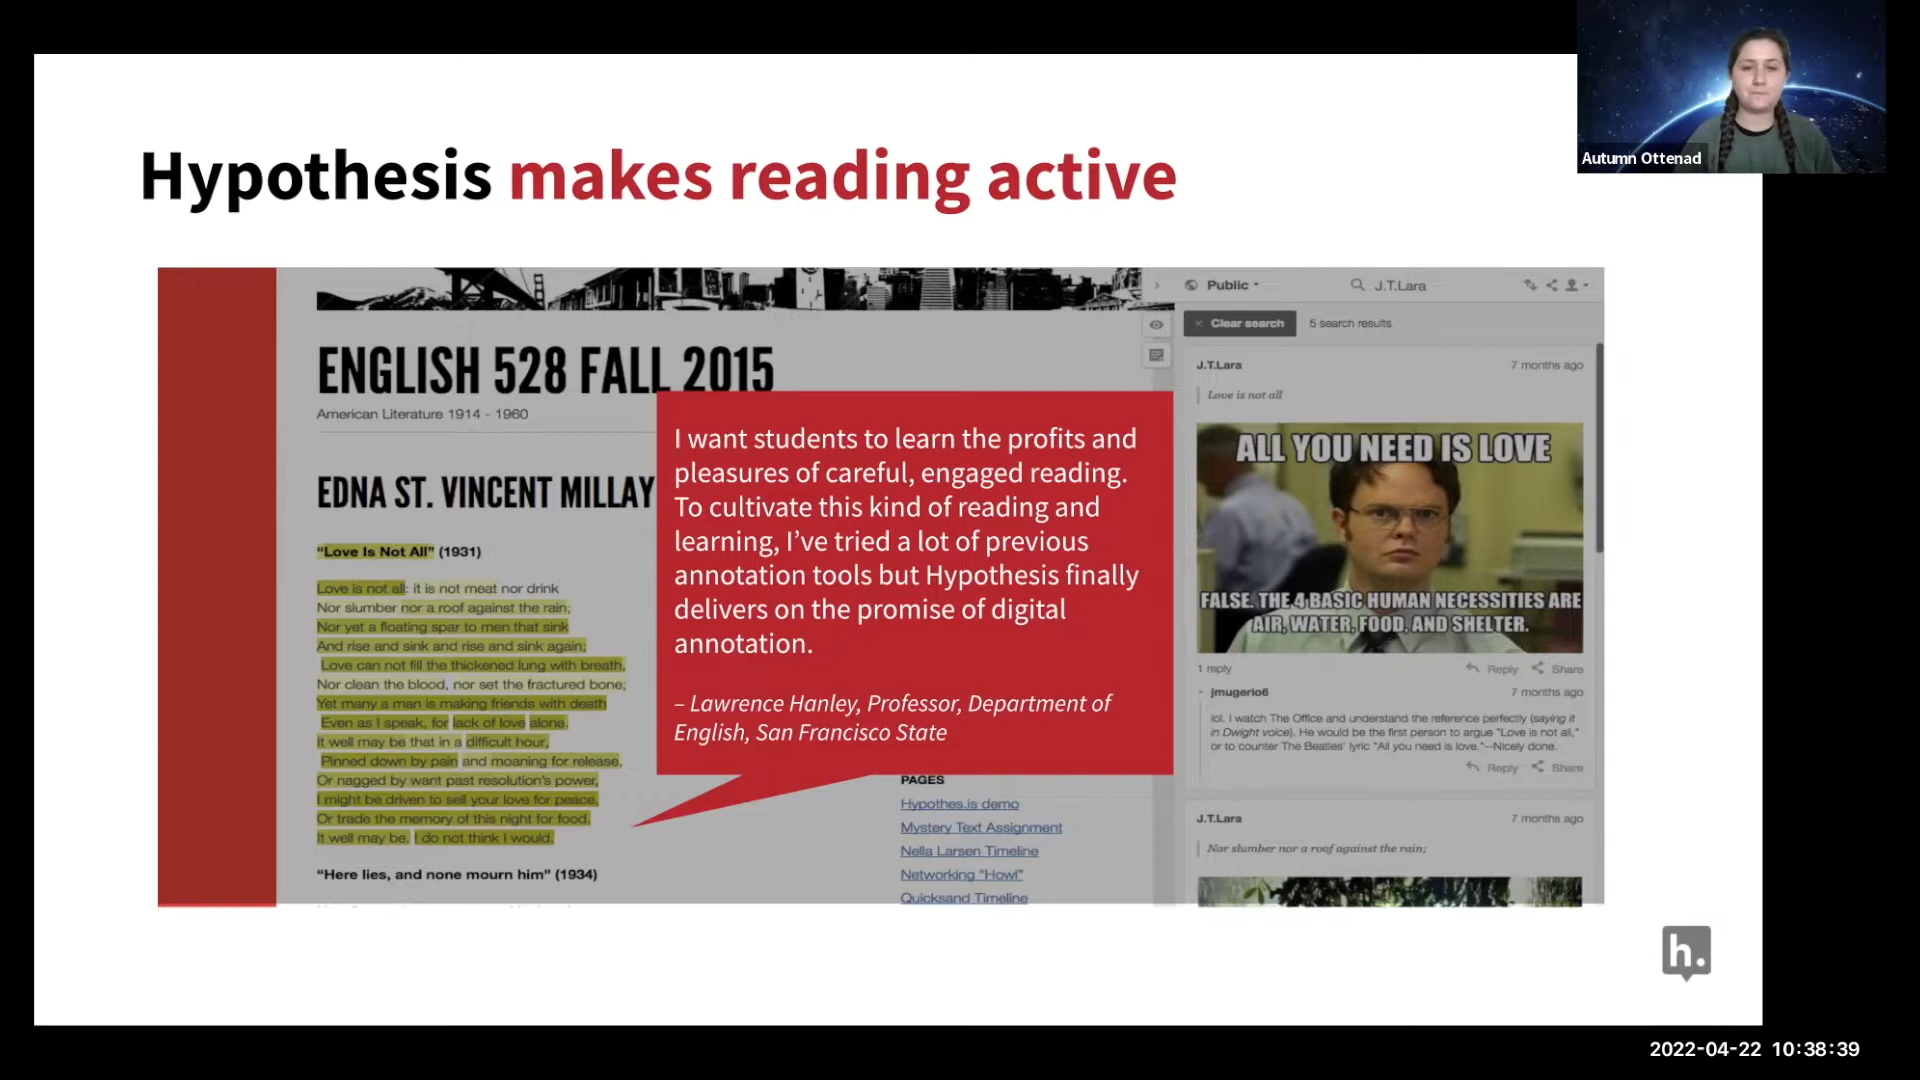 Autumn Ottenad
Hypothesis makes reading active
ENGLISH 528 FALL 2015
American Literature 1914 - 1960
EDNA ST. VINCENT MILLAY
“Love Is Not All” (1931)
Love is not all: it is not meat nor drink
Nor slumber nor a roof against the rain;
Nor yet a floating spar to men that sink
And rise and sink and rise and sink again;
Love can not fill the thickened lung with breath,
Nor clean the blood, nor set the fractured bone;
Yet many a man is making friends with death
Even as I speak, for lack of love alone.
It well may be that in a difficult hour,
Pinned down by pain and moaning for release,
Or nagged by want past resolution's power,
I might be driven to sell your love for peace,
Or trade the memory of this night for food.
It well may be. I do not think I would.
“Here lies, and none mourn him” (1934)
I want students to learn the profits and
pleasures of careful, engaged reading.
To cultivate this kind of reading and
learning, I’ve tried a lot of previous
annotation tools but Hypothesis finally
delivers on the promise of digital
annotation.
– Lawrence Hanley, Professor, Department of
English, San Francisco State
PAGES
Hypothes.is demo
Mystery Text Assignment
Nella Larsen Timeline
Networking “Howl”
Quicksand Timeline
Public J.T.Lara
× Clear search 5 search results
J.T.Lara 7 months ago
Love is not all
ALL YOU NEED IS LOVE
FALSE. THE 4 BASIC HUMAN NECESSITIES ARE
AIR, WATER, FOOD, AND SHELTER.
1 reply Reply Share
jmugerio6 7 months ago
lol. I watch The Office and understand the reference perfectly (saying it
in Dwight voice). He would be the first person to argue "Love is not all,"
or to counter The Beatles' lyric "All you need is love."--Nicely done.
Reply Share
J.T.Lara 7 months ago
Nor slumber nor a roof against the rain;
h.
2022-04-22 10:38:39